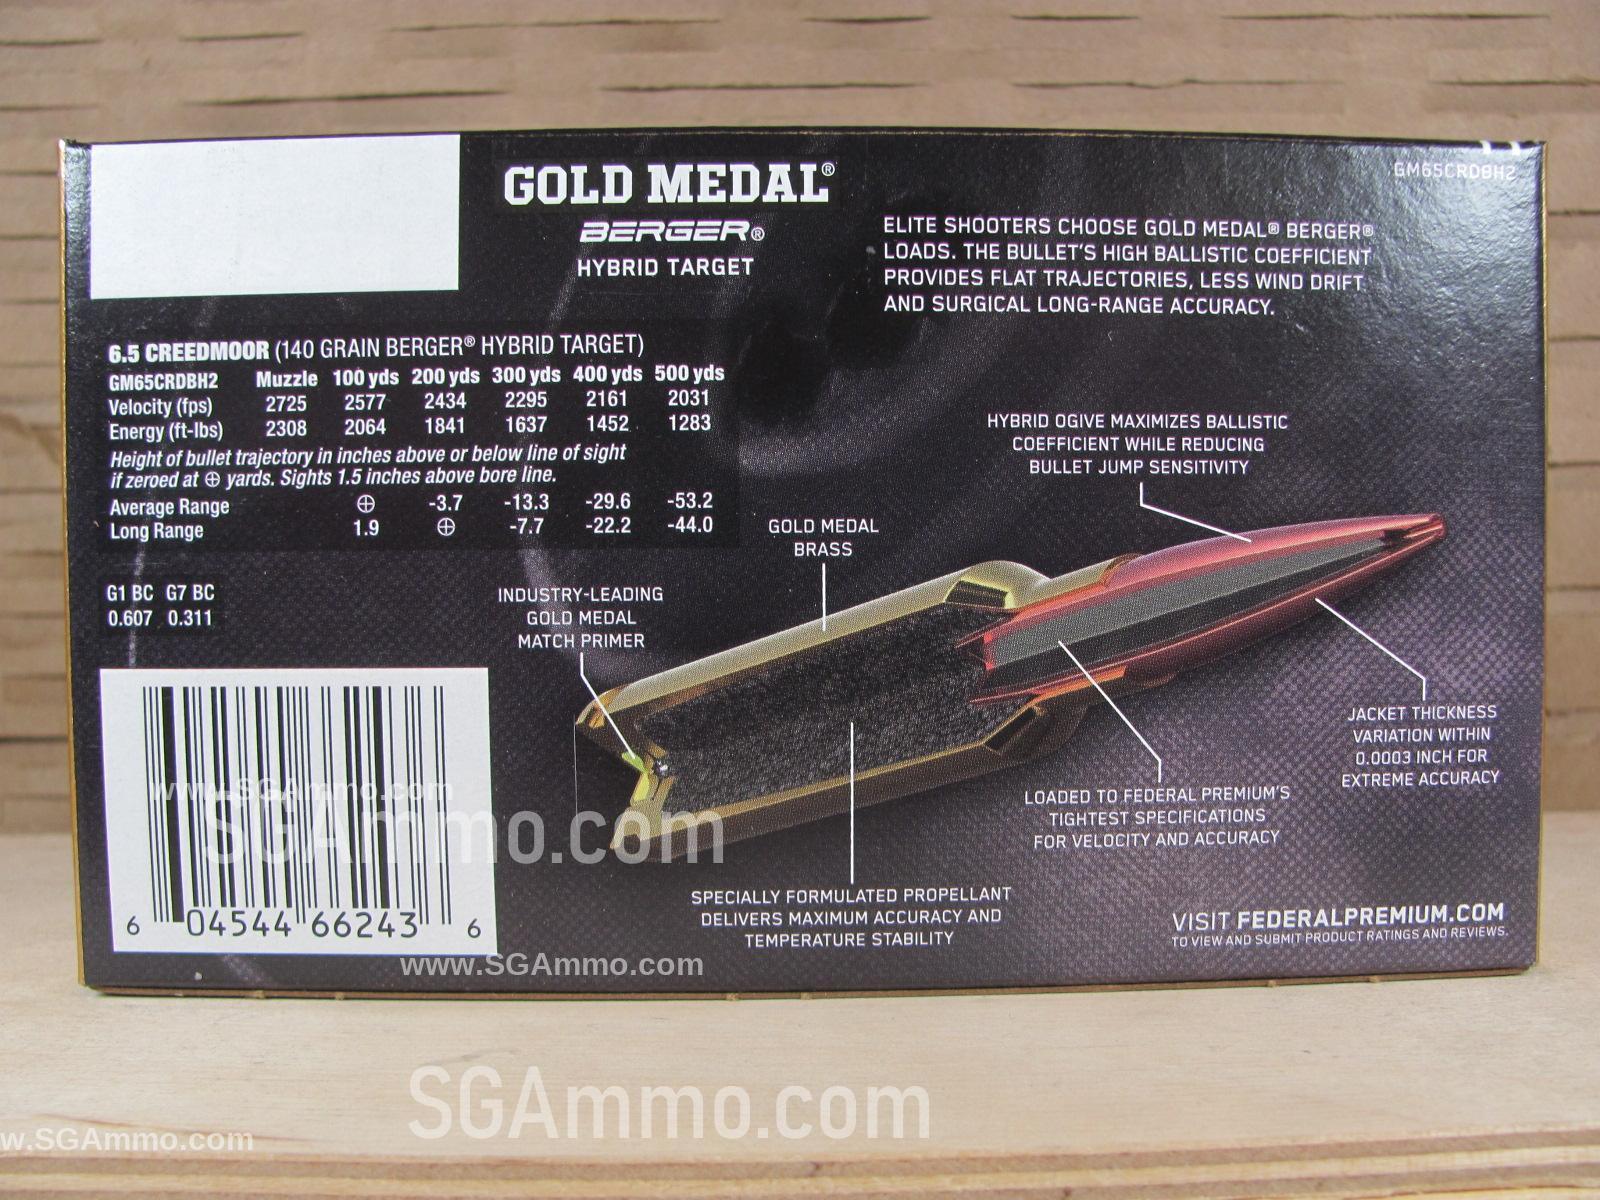 GM65CRDBH2
GOLD MEDAL®
BERGER®
HYBRID TARGET
ELITE SHOOTERS CHOOSE GOLD MEDAL® BERGER®
LOADS. THE BULLET'S HIGH BALLISTIC COEFFICIENT
PROVIDES FLAT TRAJECTORIES, LESS WIND DRIFT
AND SURGICAL LONG-RANGE ACCURACY.
6.5 CREEDMOOR (140 GRAIN BERGER® HYBRID TARGET)
GM65CRDBH2 Muzzle 100 yds 200 yds 300 yds 400 yds 500 yds
Velocity (fps) 2725 2577 2434 2295 2161 2031
Energy (ft-lbs) 2308 2064 1841 1637 1452 1283
Height of bullet trajectory in inches above or below line of sight
if zeroed at ⊕ yards. Sights 1.5 inches above bore line.
Average Range ⊕ -3.7 -13.3 -29.6 -53.2
Long Range 1.9 ⊕ -7.7 -22.2 -44.0
G1 BC G7 BC
0.607 0.311
HYBRID OGIVE MAXIMIZES BALLISTIC
COEFFICIENT WHILE REDUCING
BULLET JUMP SENSITIVITY
GOLD MEDAL
BRASS
INDUSTRY-LEADING
GOLD MEDAL
MATCH PRIMER
JACKET THICKNESS
VARIATION WITHIN
0.0003 INCH FOR
EXTREME ACCURACY
LOADED TO FEDERAL PREMIUM'S
TIGHTEST SPECIFICATIONS
FOR VELOCITY AND ACCURACY
SPECIALLY FORMULATED PROPELLANT
DELIVERS MAXIMUM ACCURACY AND
TEMPERATURE STABILITY
VISIT FEDERALPREMIUM.COM
TO VIEW AND SUBMIT PRODUCT RATINGS AND REVIEWS.
www.SGAmmo.com
SGAmmo.com
6 04544 66243 6
www.SGAmmo.com
SGAmmo.com
w.SGAmmo.com